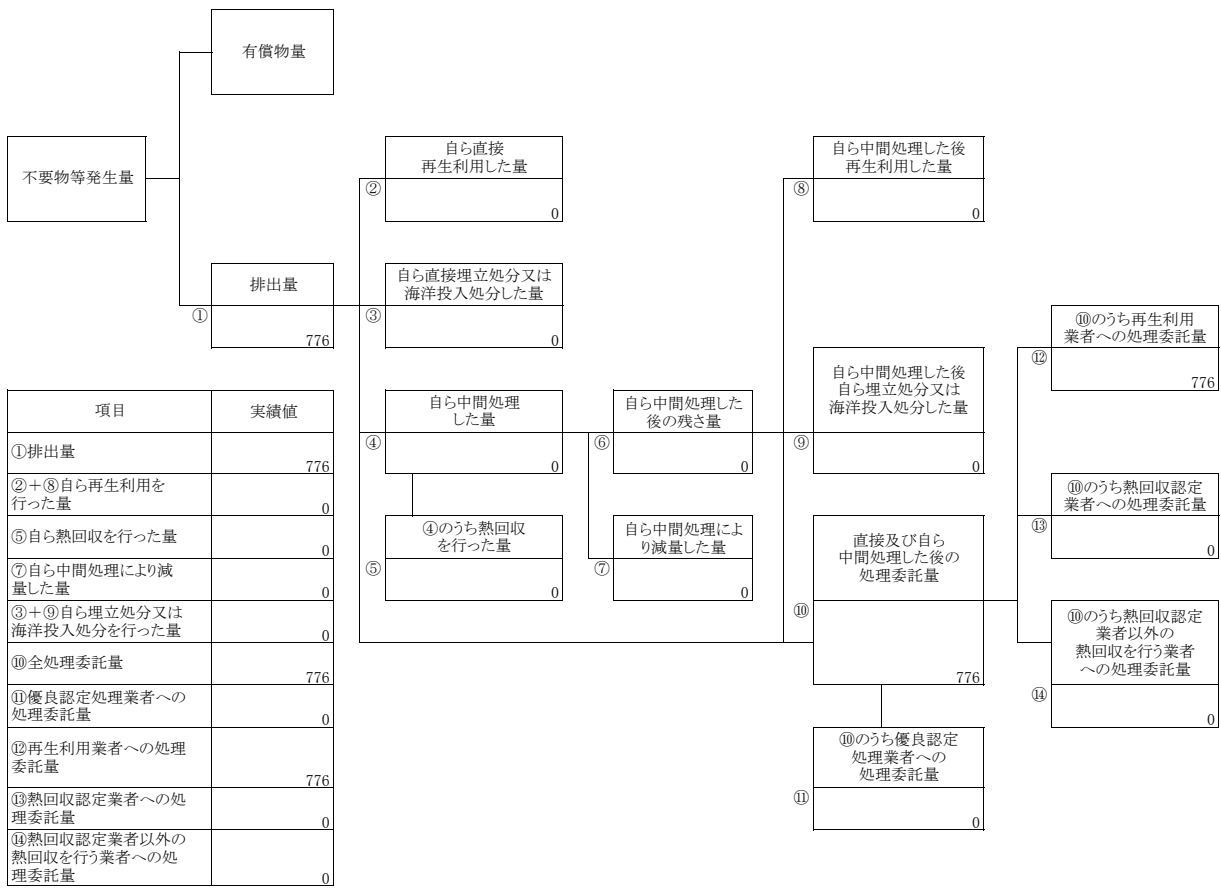 有償物量
不要物等発生量
自ら直接
再生利用した量
②
0
自ら中間処理した後
再生利用した量
⑧
0
排出量
①
776
自ら直接埋立処分又は
海洋投入処分した量
③
0
⑩のうち再生利用
業者への処理委託量
⑫
776
自ら中間処理
した量
④
0
自ら中間処理した
後の残さ量
⑥
0
自ら中間処理した後
自ら埋立処分又は
海洋投入処分した量
⑨
0
⑩のうち熱回収認定
業者への処理委託量
⑬
0
④のうち熱回収
を行った量
⑤
0
自ら中間処理によ
り減量した量
⑦
0
直接及び自ら
中間処理した後の
処理委託量
⑩
776
⑩のうち熱回収認定
業者以外の
熱回収を行う業者
への処理委託量
⑭
0
⑩のうち優良認定
処理業者への
処理委託量
⑪
0
項目
実績値
①排出量
776
②+⑧自ら再生利用を
行った量
0
⑤自ら熱回収を行った量
0
⑦自ら中間処理により減
量した量
0
③+⑨自ら埋立処分又は
海洋投入処分を行った量
0
⑩全処理委託量
776
⑪優良認定処理業者への
処理委託量
0
⑫再生利用業者への処理
委託量
776
⑬熱回収認定業者への処
理委託量
0
⑭熱回収認定業者以外の
熱回収を行う業者への処
理委託量
0